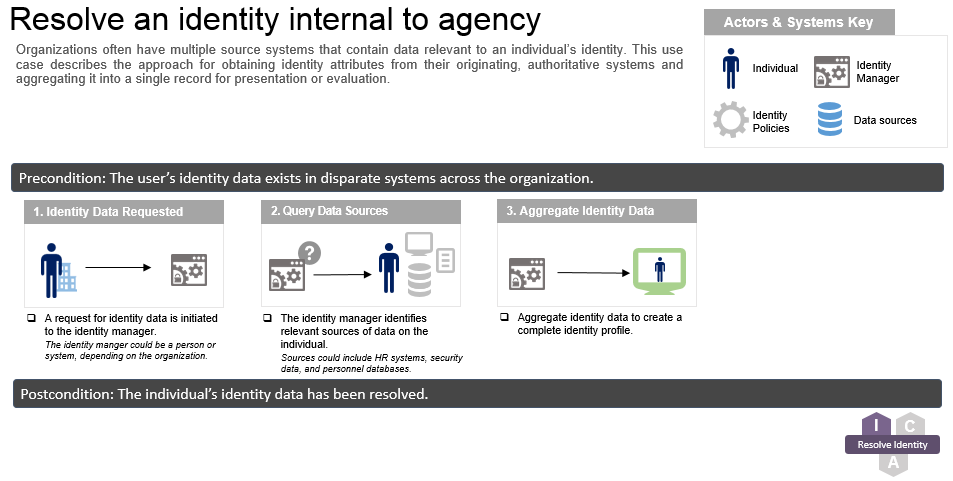 Resolve an identity internal to agency
Organizations often have multiple source systems that contain data relevant to an individual's identity. This use
case describes the approach for obtaining identity attributes from their originating, authoritative systems and
aggregating it into a single record for presentation or evaluation.
Actors & Systems Key
Individual
Identity
Manager
Identity
Policies
Data sources
Precondition: The user's identity data exists in disparate systems across the organization.
1. Identity Data Requested
A request for identity data is initiated
to the identity manager.
The identity manger could be a person or
system, depending on the organization.
2. Query Data Sources
?
The identity manager identifies
relevant sources of data on the
individual.
Sources could include HR systems, security
data, and personnel databases.
3. Aggregate Identity Data
Aggregate identity data to create a
complete identity profile.
Postcondition: The individual's identity data has been resolved.
I C
Resolve Identity
A